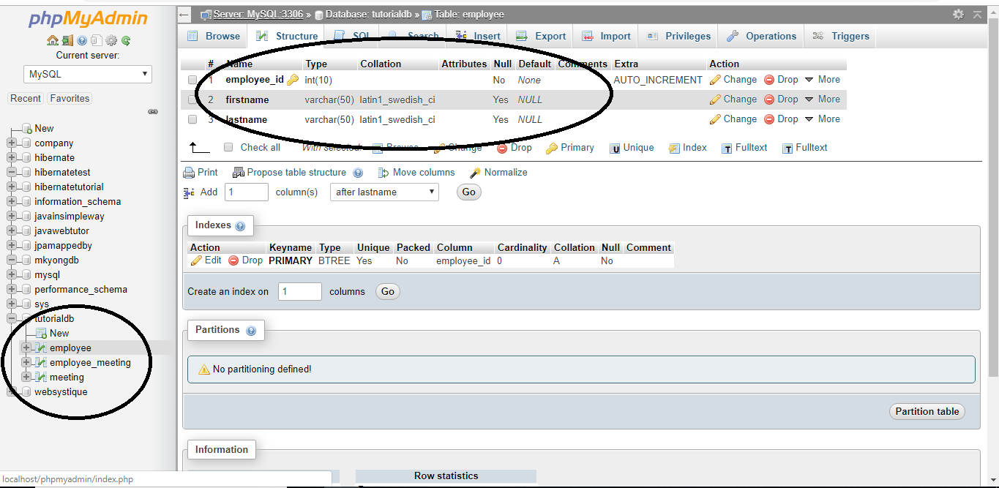 phpMyAdmin
Current server:
MySQL
Recent Favorites
New
company
hibernate
hibernatetest
hibernatetutorial
information_schema
javainsimpleway
javawebtutor
jpamappedby
mkyongdb
mysql
performance_schema
sys
tutorialdb
New
employee
employee_meeting
meeting
websystique
localhost/phpmyadmin/index.php
Server: MySQL:3306 » Database: tutorialdb » Table: employee
Browse Structure SQL Search Insert Export Import Privileges Operations Triggers
# Name Type Collation Attributes Null Default Comments Extra Action
1 employee_id int(10) No None AUTO_INCREMENT Change Drop More
2 firstname varchar(50) latin1_swedish_ci Yes NULL Change Drop More
3 lastname varchar(50) latin1_swedish_ci Yes NULL Change Drop More
Check all With selected: Browse Change Drop Primary Unique Index Fulltext Fulltext
Print Propose table structure Move columns Normalize
Add 1 column(s) after lastname Go
Indexes
Action Keyname Type Unique Packed Column Cardinality Collation Null Comment
Edit Drop PRIMARY BTREE Yes No employee_id 0 A No
Create an index on 1 columns Go
Partitions
No partitioning defined!
Partition table
Information
Row statistics